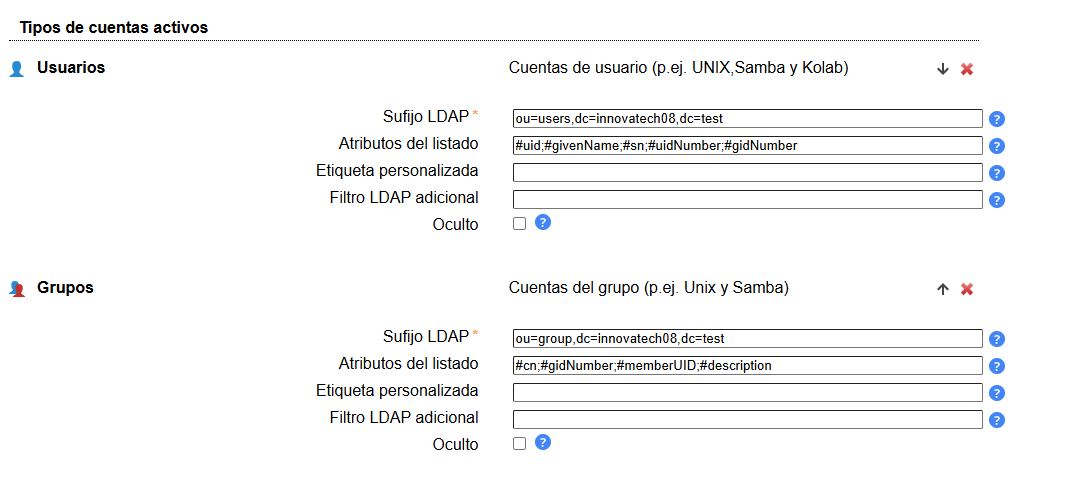 Tipos de cuentas activos
Usuarios Cuentas de usuario (p.ej. UNIX,Samba y Kolab)
Sufijo LDAP * ou=users,dc=innovatech08,dc=test ?
Atributos del listado #uid;#givenName;#sn;#uidNumber;#gidNumber ?
Etiqueta personalizada ?
Filtro LDAP adicional ?
Oculto ?
Grupos Cuentas del grupo (p.ej. Unix y Samba)
Sufijo LDAP * ou=group,dc=innovatech08,dc=test ?
Atributos del listado #cn;#gidNumber;#memberUID;#description ?
Etiqueta personalizada ?
Filtro LDAP adicional ?
Oculto ?